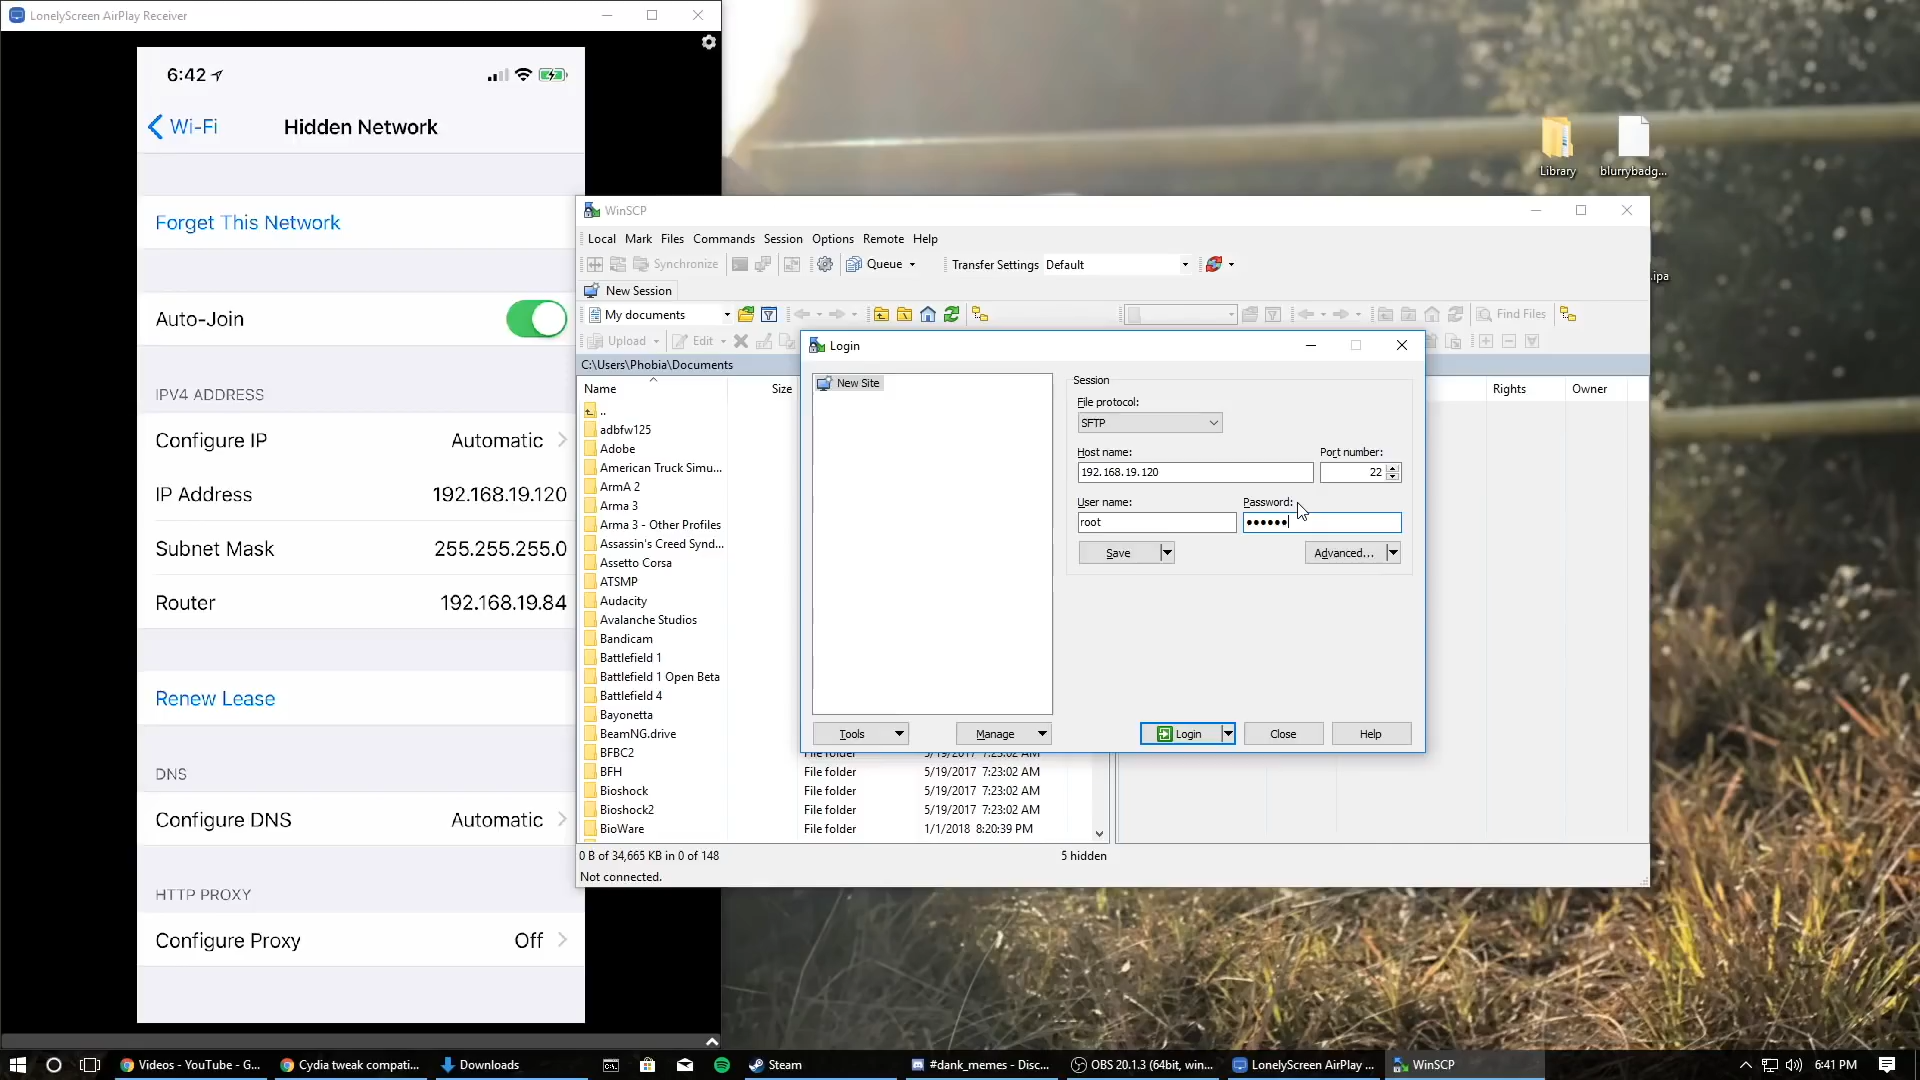 LonelyScreen AirPlay Receiver
6:42
Wi-Fi
Hidden Network
Forget This Network
Auto-Join
IPV4 ADDRESS
Configure IP Automatic
IP Address 192.168.19.120
Subnet Mask 255.255.255.0
Router 192.168.19.84
Renew Lease
DNS
Configure DNS Automatic
HTTP PROXY
Configure Proxy Off
Library
blurrybadg...
.ipa
WinSCP
Local Mark Files Commands Session Options Remote Help
Synchronize Queue Transfer Settings Default
New Session
My documents Find Files
Upload Edit
C:\Users\Phobia\Documents
Name Size Rights Owner
..
adbfw125
Adobe
American Truck Simu...
ArmA 2
Arma 3
Arma 3 - Other Profiles
Assassin's Creed Synd...
Assetto Corsa
ATSMP
Audacity
Avalanche Studios
Bandicam
Battlefield 1
Battlefield 1 Open Beta
Battlefield 4
Bayonetta
BeamNG.drive
BFBC2 File folder 5/19/2017 7:23:02 AM
BFH File folder 5/19/2017 7:23:02 AM
Bioshock File folder 5/19/2017 7:23:02 AM
Bioshock2 File folder 5/19/2017 7:23:02 AM
BioWare File folder 1/1/2018 8:20:39 PM
0 B of 34,665 KB in 0 of 148
5 hidden
Not connected.
Login
New Site
Session
File protocol:
SFTP
Host name: Port number:
192.168.19.120 22
User name: Password:
root ••••••
Save Advanced...
Tools Manage Login Close Help
Videos - YouTube - G...
Cydia tweak compati...
Downloads
Steam
#dank_memes - Disc...
OBS 20.1.3 (64bit, win...
LonelyScreen AirPlay ...
WinSCP
6:41 PM